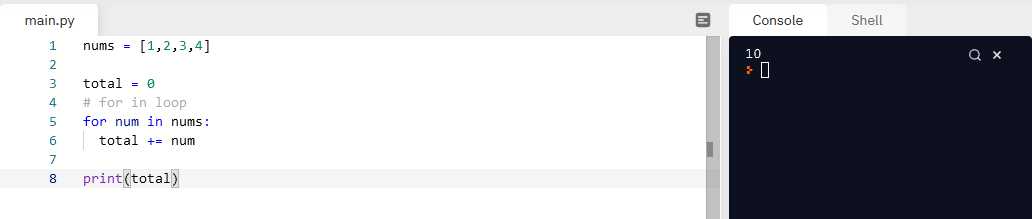 main.py
1 nums = [1,2,3,4]
2
3 total = 0
4 # for in loop
5 for num in nums:
6   total += num
7
8 print(total)
Console Shell
10